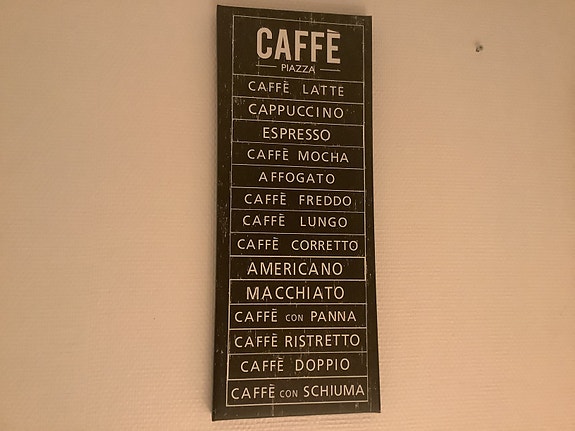 CAFFÈ
PIAZZA
CAFFÈ LATTE
CAPPUCCINO
ESPRESSO
CAFFÈ MOCHA
AFFOGATO
CAFFÈ FREDDO
CAFFÈ LUNGO
CAFFÈ CORRETTO
AMERICANO
MACCHIATO
CAFFÈ CON PANNA
CAFFÈ RISTRETTO
CAFFÈ DOPPIO
CAFFÈ CON SCHIUMA